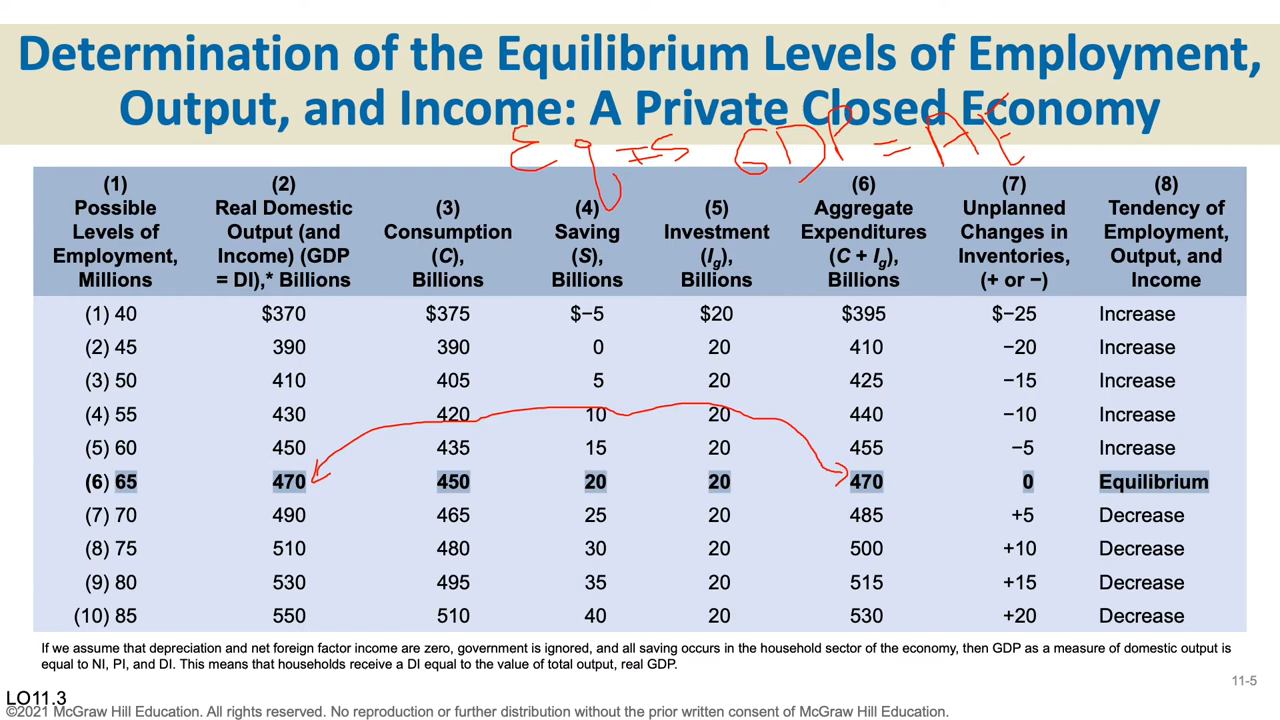 Determination of the Equilibrium Levels of Employment,
Output, and Income: A Private Closed Economy
Eq is GDP = AE
(1) Possible Levels of Employment, Millions (2) Real Domestic Output (and Income) (GDP = DI),* Billions (3) Consumption (C), Billions (4) Saving (S), Billions (5) Investment (Ig), Billions (6) Aggregate Expenditures (C + Ig), Billions (7) Unplanned Changes in Inventories, (+ or −) (8) Tendency of Employment, Output, and Income
(1) 40 $370 $375 $−5 $20 $395 $−25 Increase
(2) 45 390 390 0 20 410 −20 Increase
(3) 50 410 405 5 20 425 −15 Increase
(4) 55 430 420 10 20 440 −10 Increase
(5) 60 450 435 15 20 455 −5 Increase
(6) 65 470 450 20 20 470 0 Equilibrium
(7) 70 490 465 25 20 485 +5 Decrease
(8) 75 510 480 30 20 500 +10 Decrease
(9) 80 530 495 35 20 515 +15 Decrease
(10) 85 550 510 40 20 530 +20 Decrease
If we assume that depreciation and net foreign factor income are zero, government is ignored, and all saving occurs in the household sector of the economy, then GDP as a measure of domestic output is
equal to NI, PI, and DI. This means that households receive a DI equal to the value of total output, real GDP.
11-5
LO11.3
©2021 McGraw Hill Education. All rights reserved. No reproduction or further distribution without the prior written consent of McGraw Hill Education.